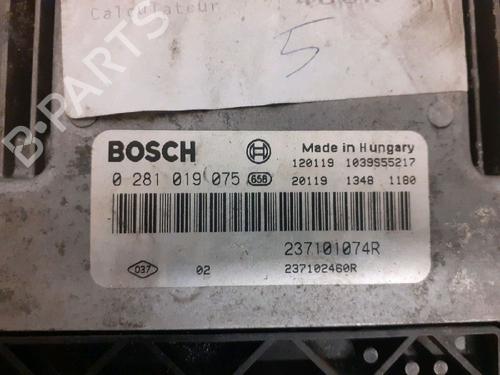 Calculateur
5
BOSCH
Made in Hungary
120119 1039S55217
0 281 019 075 656
20119 1348 1180
237101074R
037 02 237102460R
B-PARTS